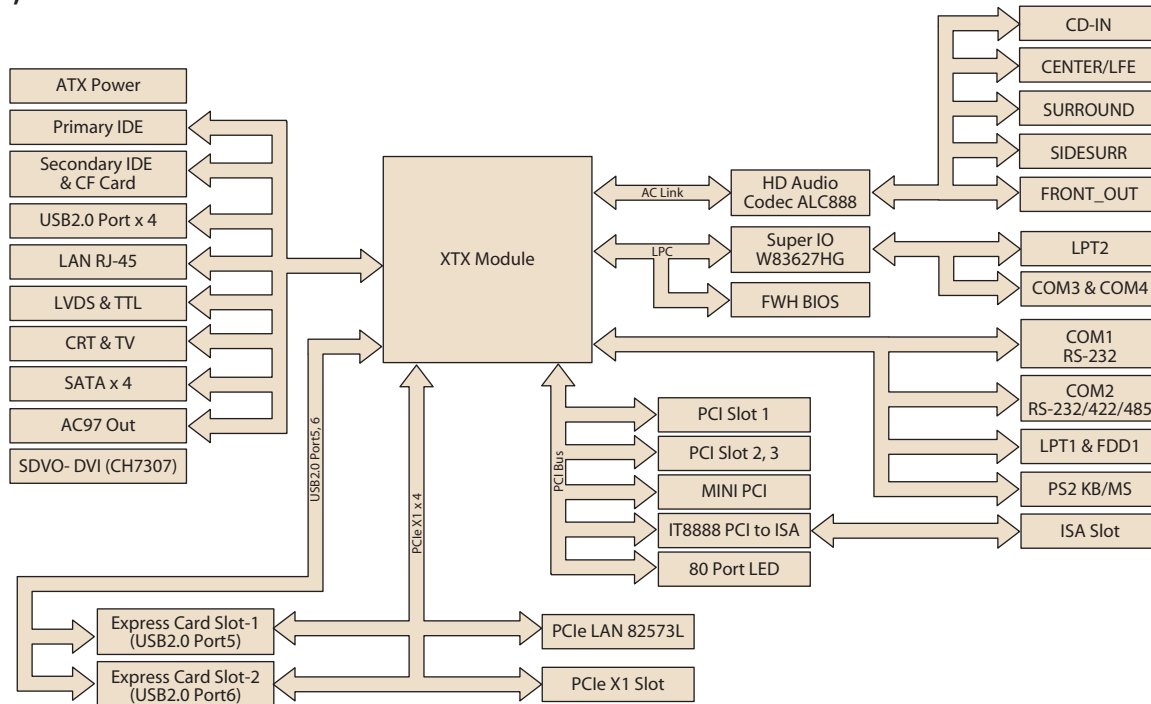 ATX Power
Primary IDE
Secondary IDE
& CF Card
USB2.0 Port x 4
LAN RJ-45
LVDS & TTL
CRT & TV
SATA x 4
AC97 Out
SDVO- DVI (CH7307)
XTX Module
AC Link
HD Audio
Codec ALC888
LPC
Super IO
W83627HG
FWH BIOS
CD-IN
CENTER/LFE
SURROUND
SIDESURR
FRONT_OUT
LPT2
COM3 & COM4
COM1
RS-232
COM2
RS-232/422/485
LPT1 & FDD1
PS2 KB/MS
ISA Slot
PCI Bus
PCI Slot 1
PCI Slot 2, 3
MINI PCI
IT8888 PCI to ISA
80 Port LED
USB2.0 Port5, 6
PCIe X1 x 4
Express Card Slot-1
(USB2.0 Port5)
Express Card Slot-2
(USB2.0 Port6)
PCIe LAN 82573L
PCIe X1 Slot